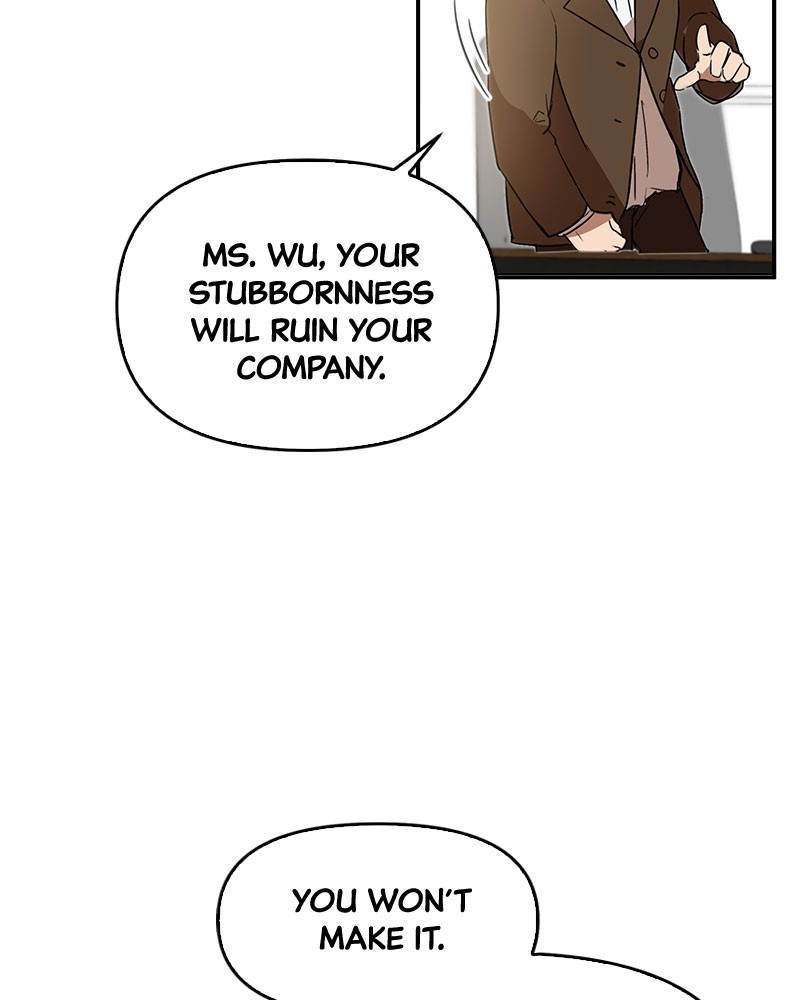 MS. WU, YOUR
STUBBORNNESS
WILL RUIN YOUR
COMPANY.
YOU WON'T
MAKE IT.